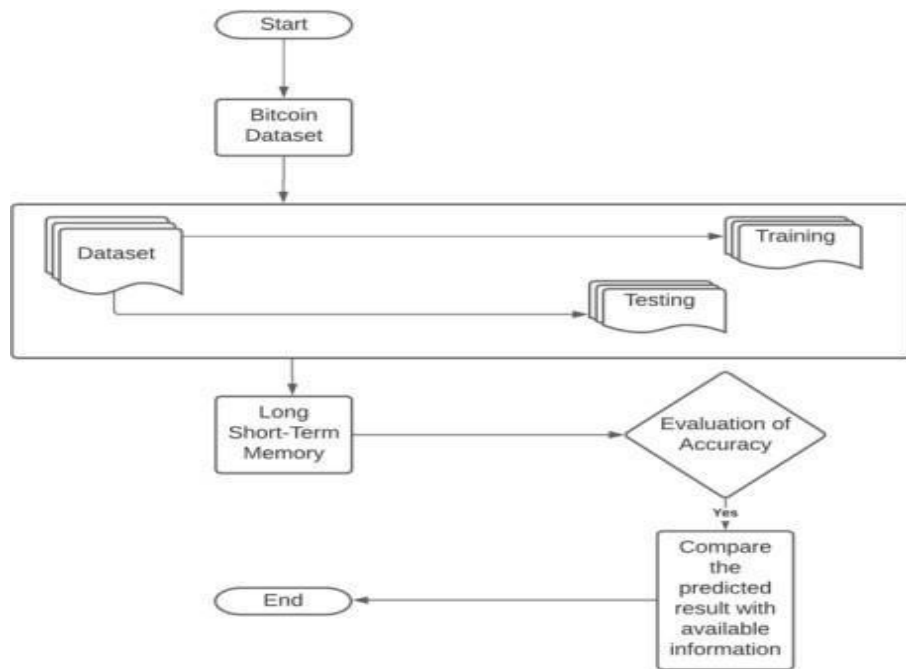 Start
Bitcoin
Dataset
Dataset
Training
Testing
Long
Short-Term
Memory
Evaluation of
Accuracy
Yes
Compare
the
predicted
result with
available
information
End